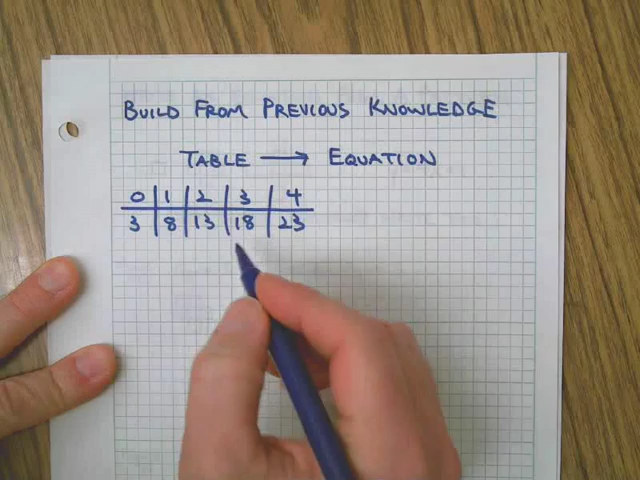 BUILD FROM PREVIOUS KNOWLEDGE
TABLE → EQUATION
0 1 2 3 4
3 8 13 18 23